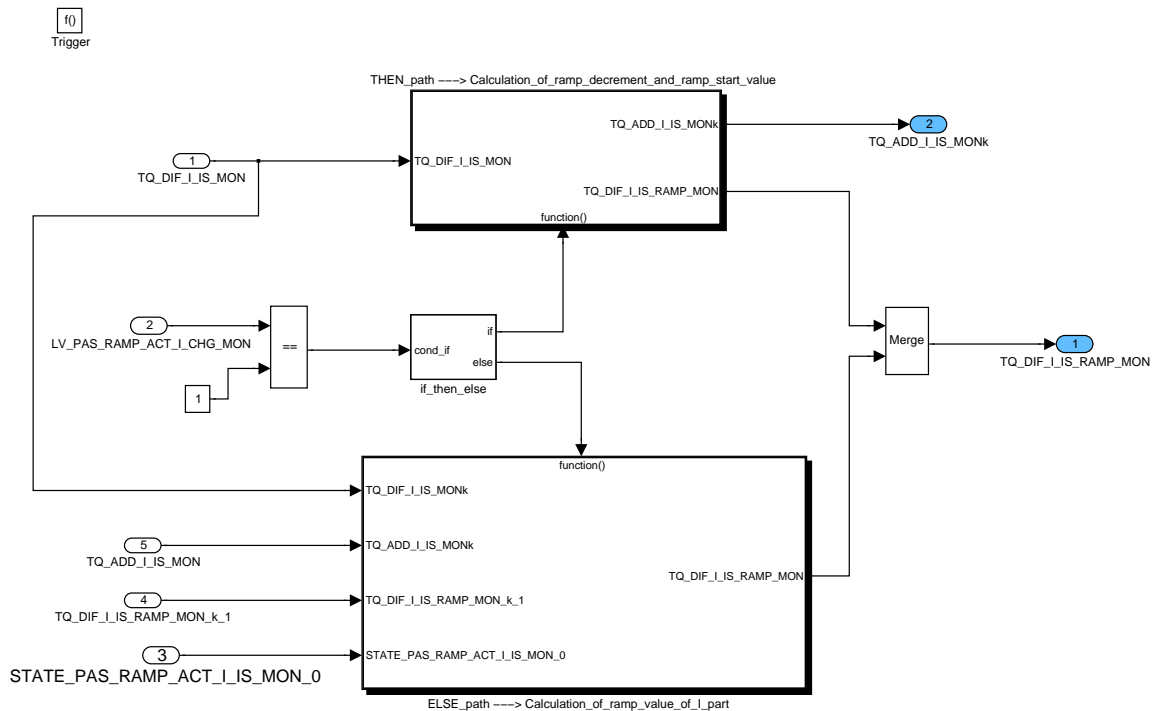 f()
Trigger
THEN_path ---> Calculation_of_ramp_decrement_and_ramp_start_value
TQ_ADD_I_IS_MONk
2
TQ_ADD_I_IS_MONk
1
TQ_DIF_I_IS_MON
TQ_DIF_I_IS_MON
TQ_DIF_I_IS_RAMP_MON
function()
2
LV_PAS_RAMP_ACT_I_CHG_MON
==
1
cond_if
if
else
if_then_else
Merge
1
TQ_DIF_I_IS_RAMP_MON
function()
TQ_DIF_I_IS_MONk
5
TQ_ADD_I_IS_MON
TQ_ADD_I_IS_MONk
TQ_DIF_I_IS_RAMP_MON
4
TQ_DIF_I_IS_RAMP_MON_k_1
TQ_DIF_I_IS_RAMP_MON_k_1
3
STATE_PAS_RAMP_ACT_I_IS_MON_0
STATE_PAS_RAMP_ACT_I_IS_MON_0
ELSE_path ---> Calculation_of_ramp_value_of_I_part